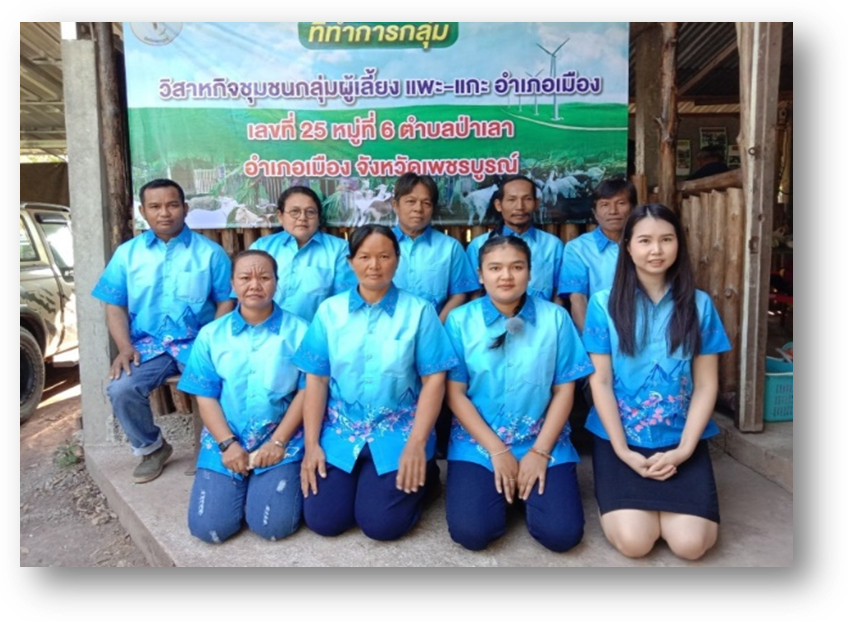 ที่ทำการกลุ่ม
วิสาหกิจชุมชนกลุ่มผู้เลี้ยง แพะ-แกะ อำเภอเมือง
เลขที่ 25 หมู่ที่ 6 ตำบลป่าเลา
อำเภอเมือง จังหวัดเพชรบูรณ์